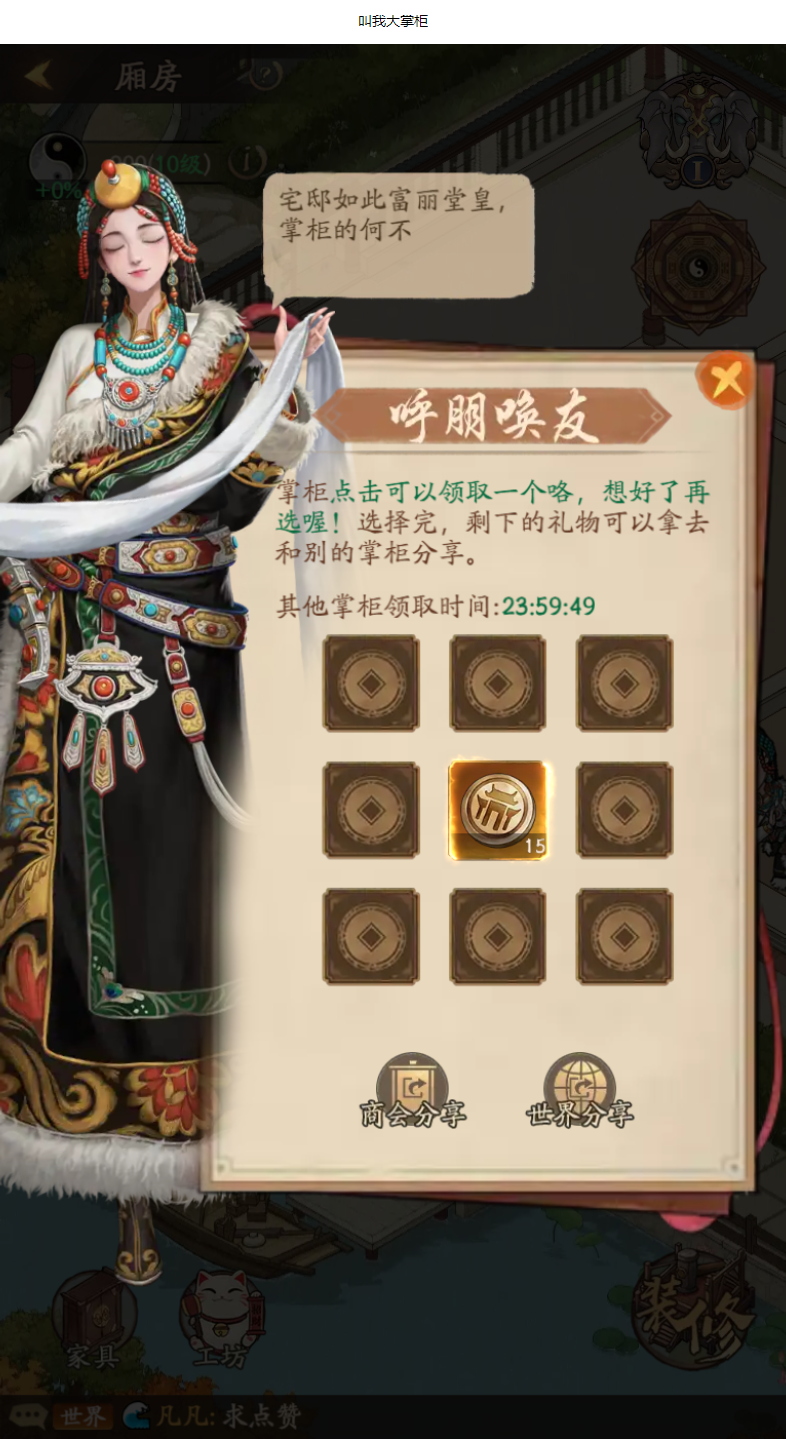 叫我大掌柜
厢房
?
(10级)
i
+0%
I
宅邸如此富丽堂皇，
掌柜的何不
呼朋唤友
掌柜点击可以领取一个咯，想好了再
选喔！选择完，剩下的礼物可以拿去
和别的掌柜分享。
其他掌柜领取时间:23:59:49
15
商会分享
世界分享
家具
工坊
装修
世界
凡凡:求点赞